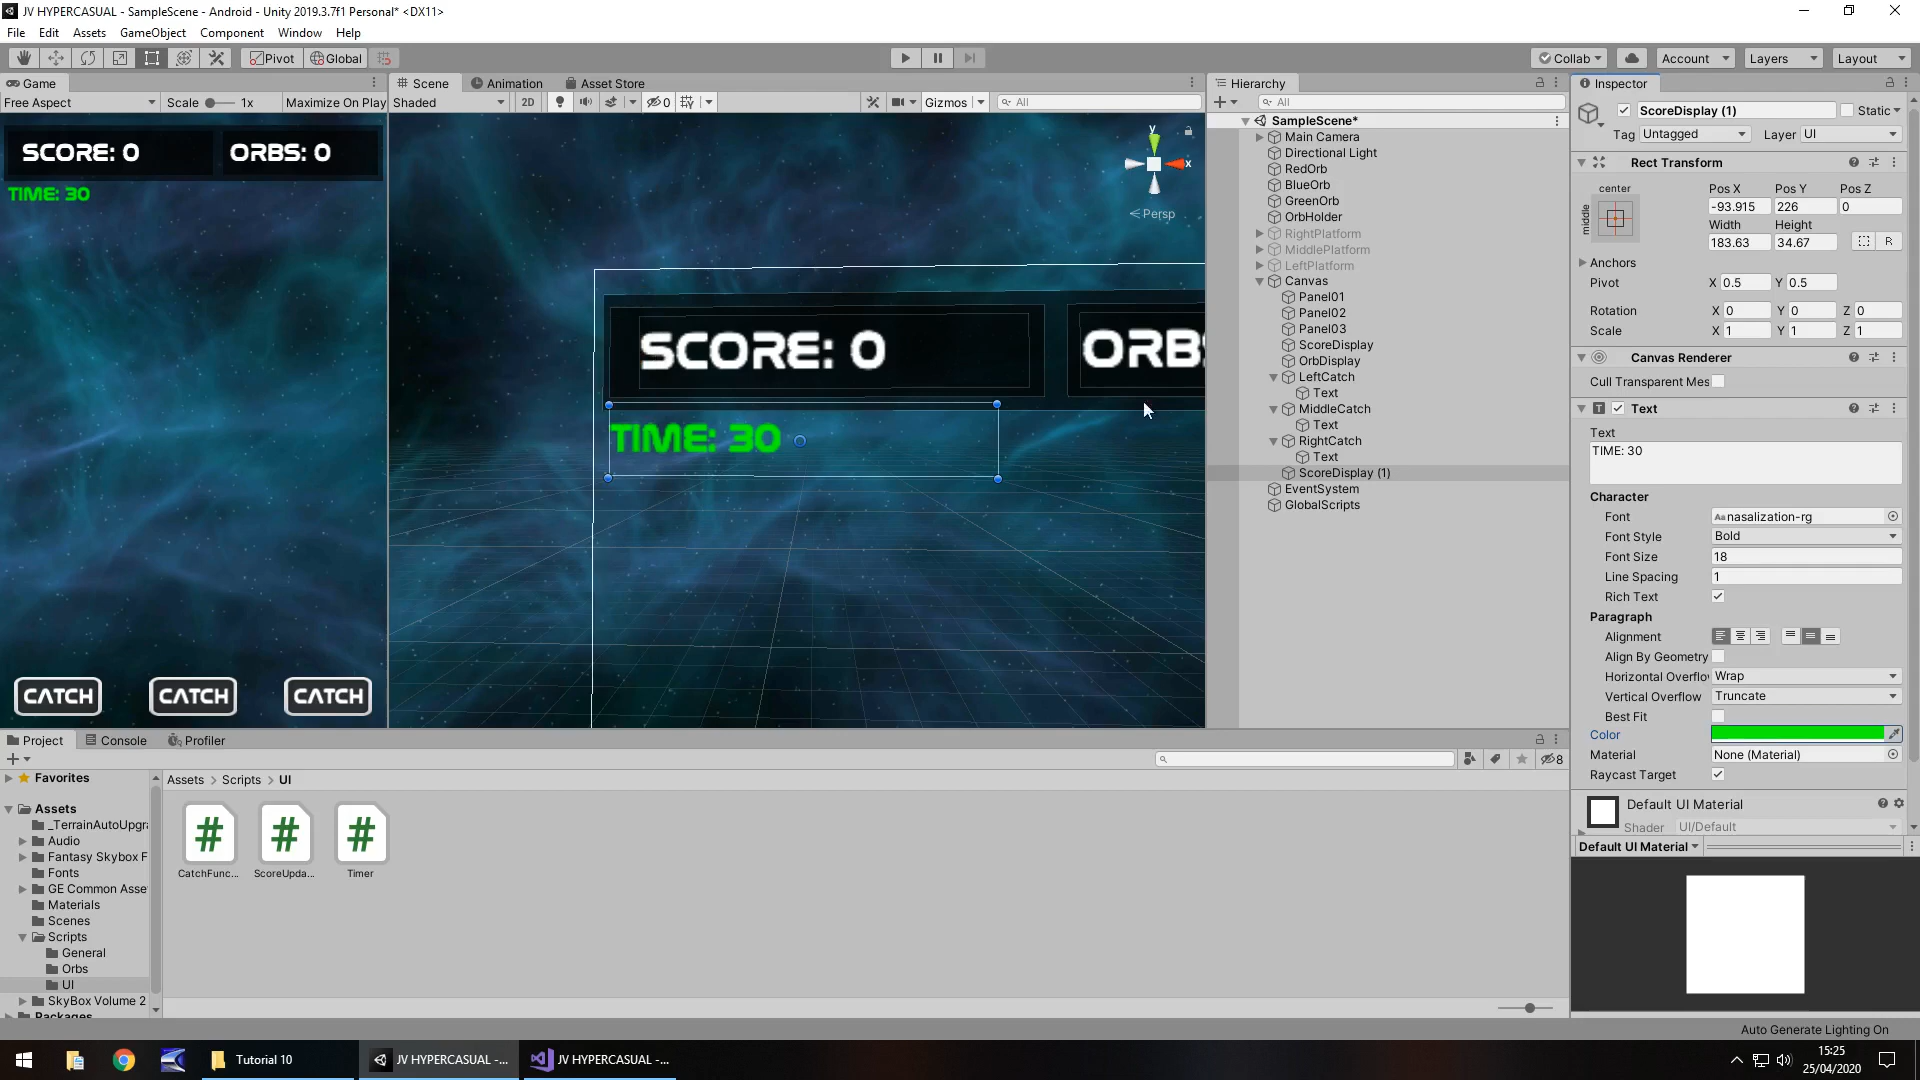 JV HYPERCASUAL - SampleScene - Android - Unity 2019.3.7f1 Personal* <DX11>
File Edit Assets GameObject Component Window Help
Pivot Global Collab Account Layers Layout
Game
Free Aspect Scale 1x Maximize On Play
SCORE: 0 ORBS: 0
TIME: 30
CATCH CATCH CATCH
Scene Animation Asset Store
Shaded 2D 0 Gizmos All
y
x
Persp
SCORE: 0
TIME: 30
Hierarchy
All
SampleScene*
Main Camera
Directional Light
RedOrb
BlueOrb
GreenOrb
OrbHolder
RightPlatform
MiddlePlatform
LeftPlatform
Canvas
Panel01
Panel02
Panel03
ScoreDisplay
OrbDisplay
LeftCatch
Text
MiddleCatch
Text
RightCatch
Text
ScoreDisplay (1)
EventSystem
GlobalScripts
Inspector
ScoreDisplay (1) Static
Tag Untagged Layer UI
Rect Transform
center
middle
Pos X Pos Y Pos Z
-93.915 226 0
Width Height
183.63 34.67 R
Anchors
Pivot X 0.5 Y 0.5
Rotation X 0 Y 0 Z 0
Scale X 1 Y 1 Z 1
Canvas Renderer
Cull Transparent Mes
Text
Text
TIME: 30
Character
Font nasalization-rg
Font Style Bold
Font Size 18
Line Spacing 1
Rich Text
Paragraph
Alignment
Align By Geometry
Horizontal Overflo Wrap
Vertical Overflow Truncate
Best Fit
Color
Material None (Material)
Raycast Target
Default UI Material
Shader UI/Default
Default UI Material
Project Console Profiler
8
Favorites
Assets
_TerrainAutoUpgr
Audio
Fantasy Skybox F
Fonts
GE Common Asse
Materials
Scenes
Scripts
General
Orbs
UI
SkyBox Volume 2
Packages
Assets > Scripts > UI
CatchFunc... ScoreUpda... Timer
Auto Generate Lighting On
Tutorial 10 JV HYPERCASUAL -... JV HYPERCASUAL -...
15:25
25/04/2020